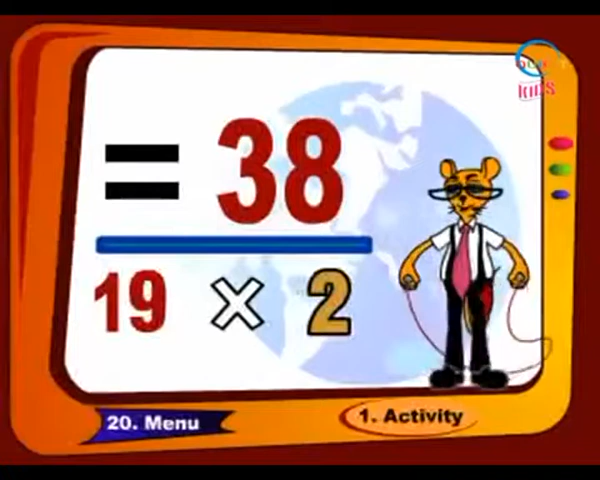 KIDS
= 38
19 × 2
20. Menu
1. Activity